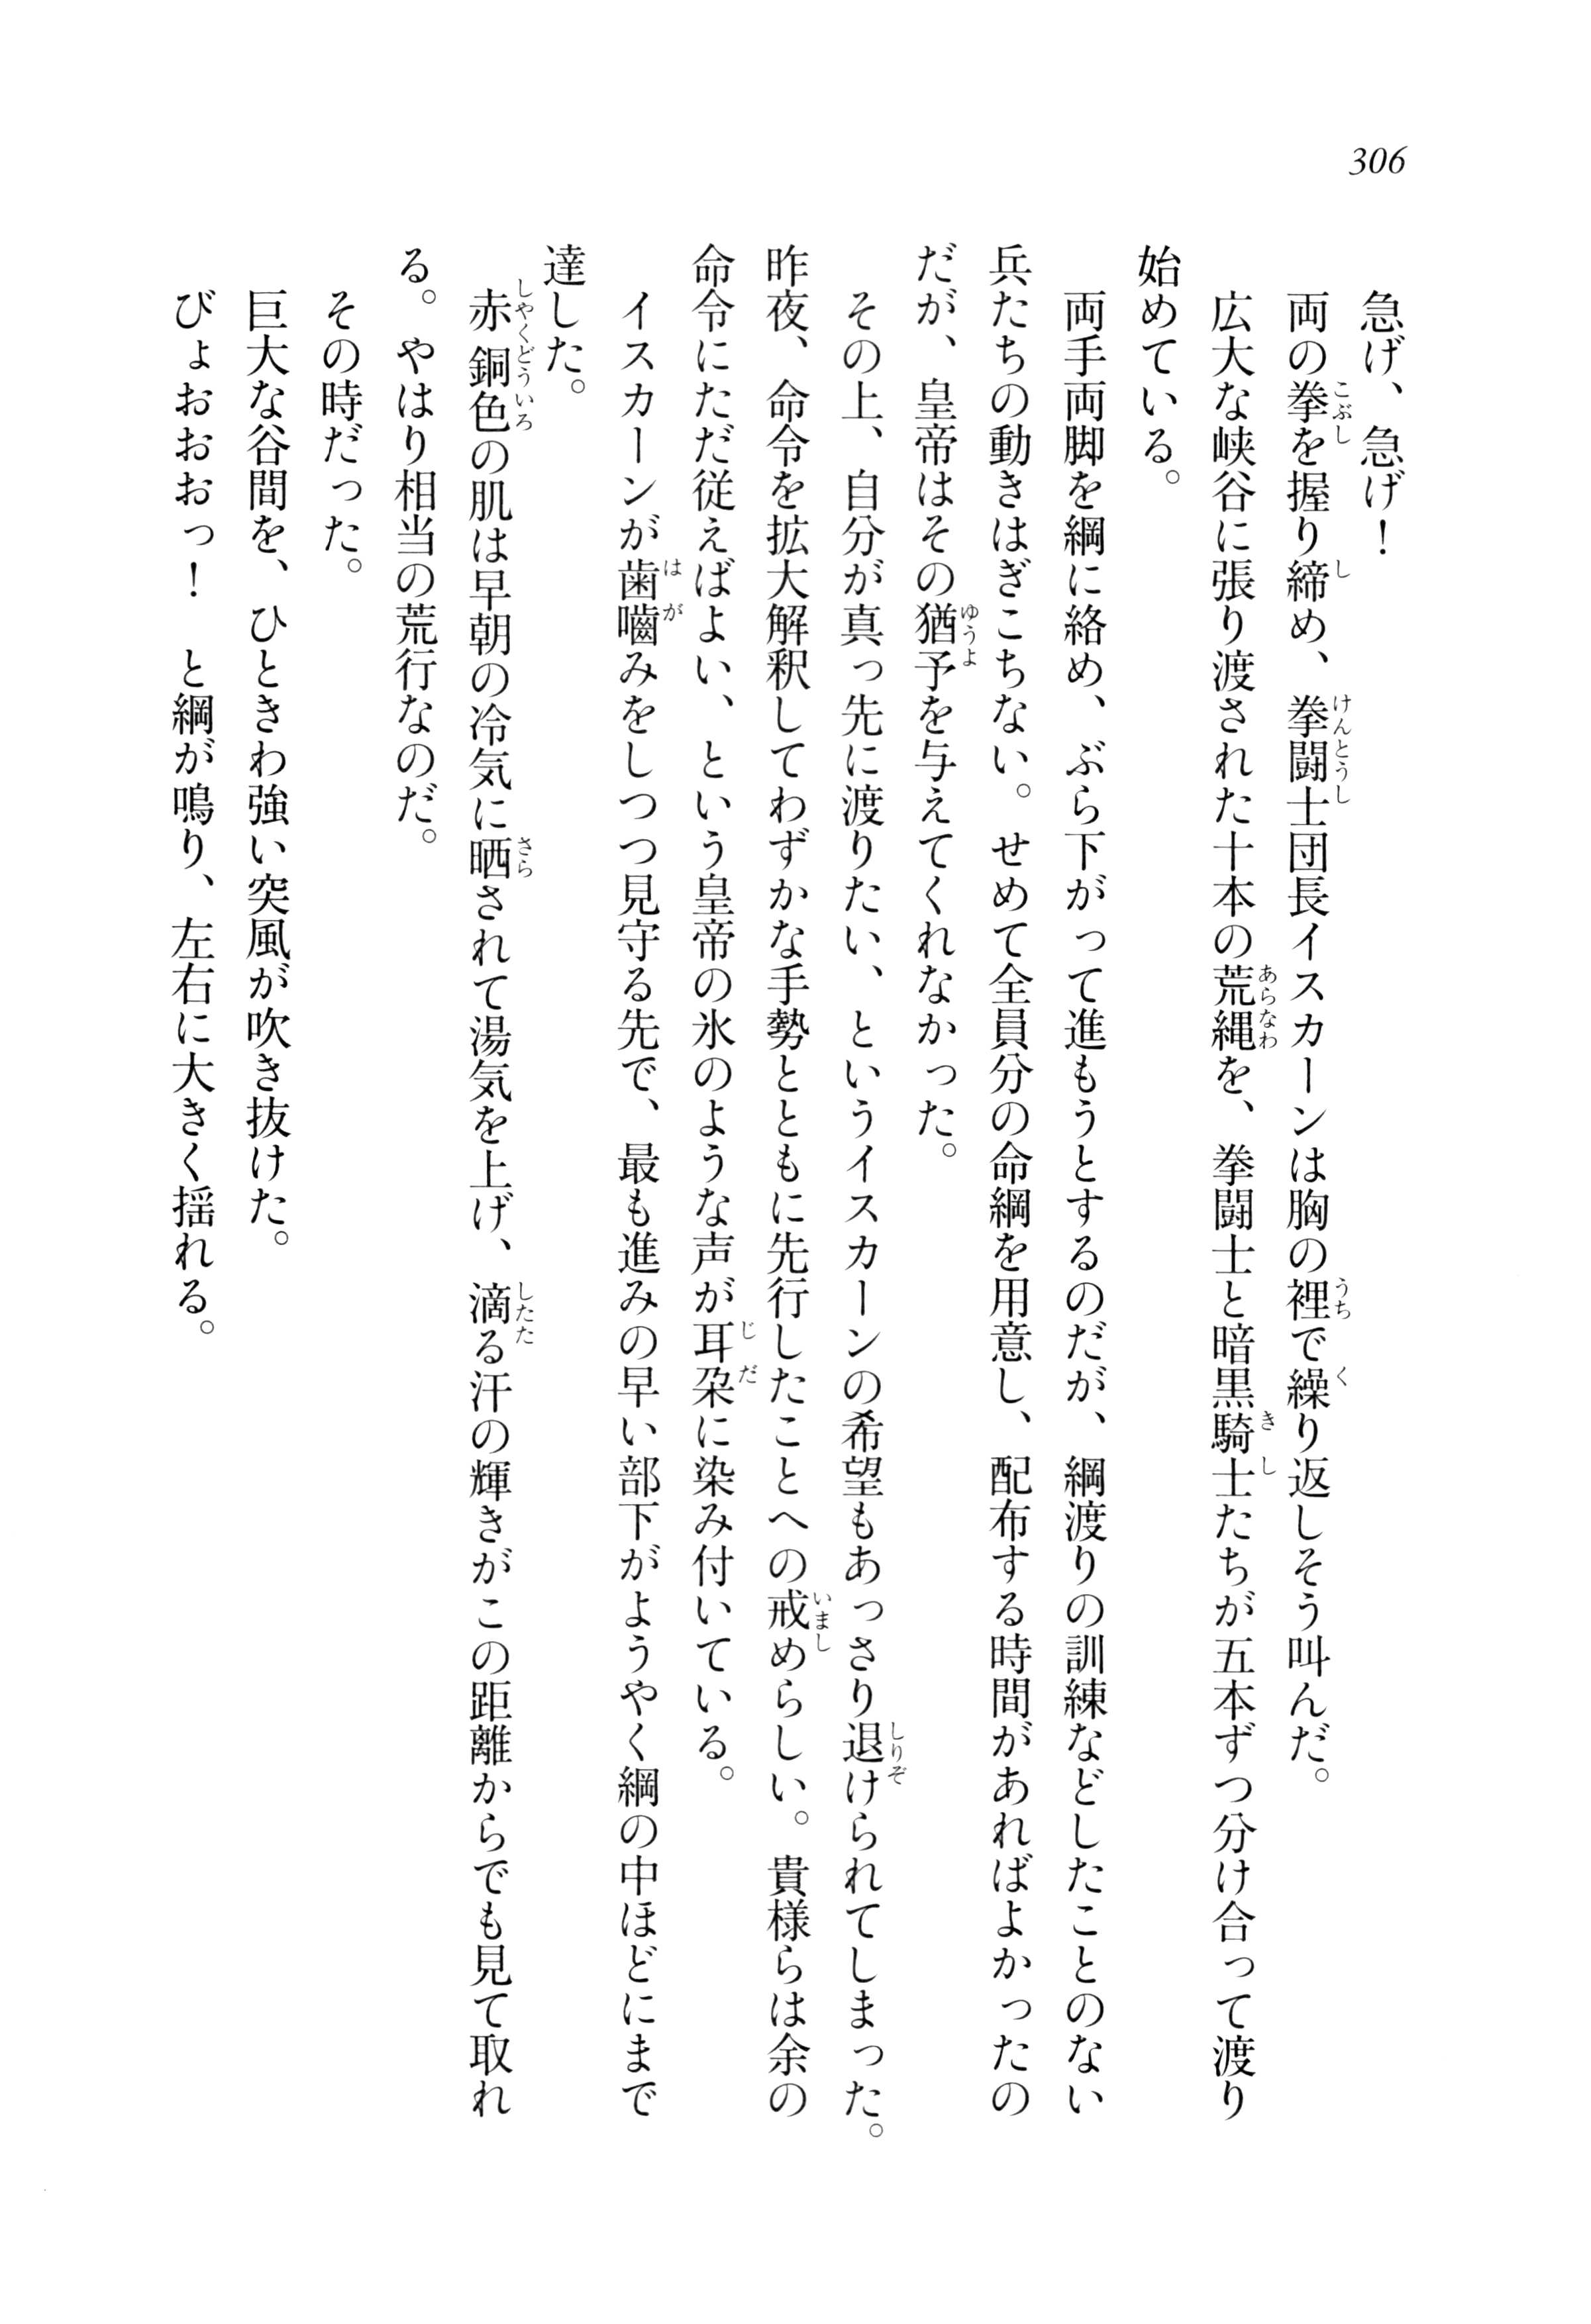 306
急げ、急げ！
両の拳を握り締め、拳闘士団長イスカーンは胸の裡で繰り返しそう叫んだ。
広大な峡谷に張り渡された十本の荒縄を、拳闘士と暗黒騎士たちが五本ずつ分け合って渡り
始めている。
両手両脚を綱に絡め、ぶら下がって進もうとするのだが、綱渡りの訓練などしたことのない
兵たちの動きはぎこちない。せめて全員分の命綱を用意し、配布する時間があればよかったの
だが、皇帝はその猶予を与えてくれなかった。
その上、自分が真っ先に渡りたい、というイスカーンの希望もあっさり退けられてしまった。
昨夜、命令を拡大解釈してわずかな手勢とともに先行したことへの戒めらしい。貴様らは余の
命令にただ従えばよい、という皇帝の氷のような声が耳朶に染み付いている。
イスカーンが歯嚙みをしつつ見守る先で、最も進みの早い部下がようやく綱の中ほどにまで
達した。
赤銅色の肌は早朝の冷気に晒されて湯気を上げ、滴る汗の輝きがこの距離からでも見て取れ
る。やはり相当の荒行なのだ。
その時だった。
巨大な谷間を、ひときわ強い突風が吹き抜けた。
びょおおおっ！　と綱が鳴り、左右に大きく揺れる。